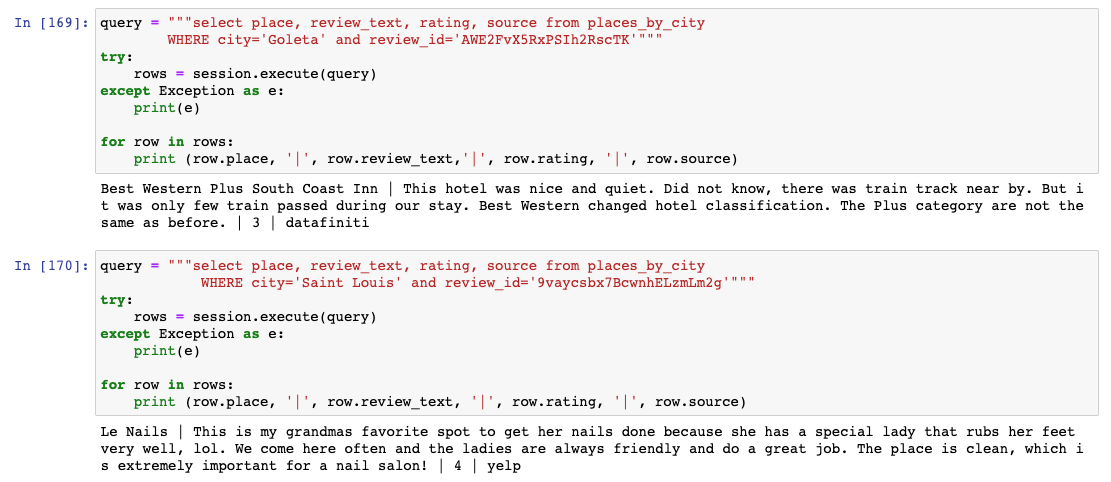 In [169]: query = """select place, review_text, rating, source from places_by_city
WHERE city='Goleta' and review_id='AWE2FvX5RxPSIh2RscTK'"""
try:
rows = session.execute(query)
except Exception as e:
print(e)
for row in rows:
print (row.place, '|', row.review_text,'|', row.rating, '|', row.source)
Best Western Plus South Coast Inn | This hotel was nice and quiet. Did not know, there was train track near by. But i
t was only few train passed during our stay. Best Western changed hotel classification. The Plus category are not the
same as before. | 3 | datafiniti
In [170]: query = """select place, review_text, rating, source from places_by_city
WHERE city='Saint Louis' and review_id='9vaycsbx7BcwnhELzmLm2g'"""
try:
rows = session.execute(query)
except Exception as e:
print(e)
for row in rows:
print (row.place, '|', row.review_text, '|', row.rating, '|', row.source)
Le Nails | This is my grandmas favorite spot to get her nails done because she has a special lady that rubs her feet
very well, lol. We come here often and the ladies are always friendly and do a great job. The place is clean, which i
s extremely important for a nail salon! | 4 | yelp